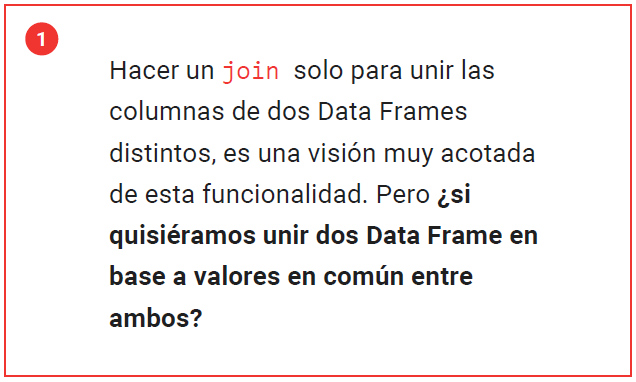 1
Hacer un join solo para unir las
columnas de dos Data Frames
distintos, es una visión muy acotada
de esta funcionalidad. Pero ¿si
quisiéramos unir dos Data Frame en
base a valores en común entre
ambos?